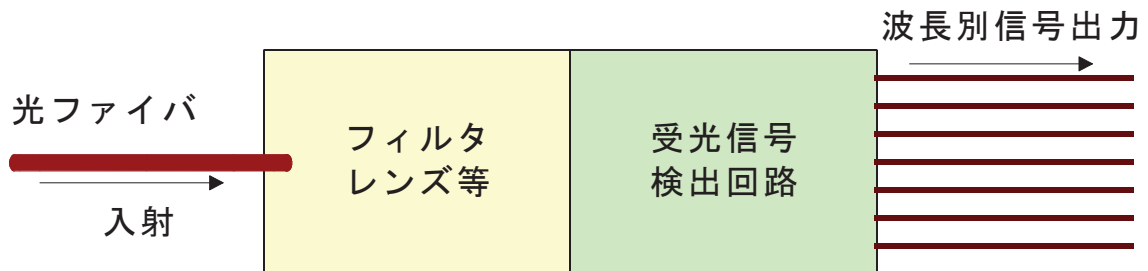 波長別信号出力
光ファイバ
入射
フィルタ
レンズ等
受光信号
検出回路